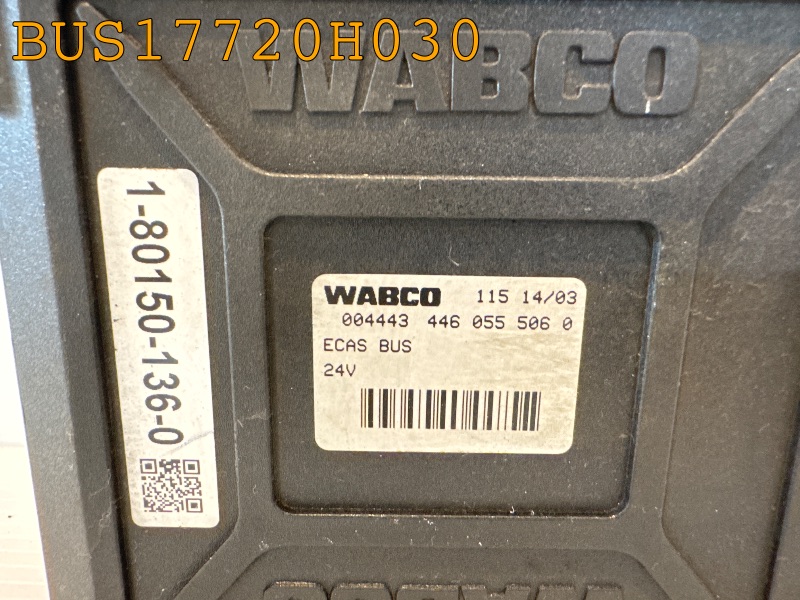 BUS17720H030
WABCO
1-80150-136-0
WABCO 115 14/03
004443 446 055 506 0
ECAS BUS
24V